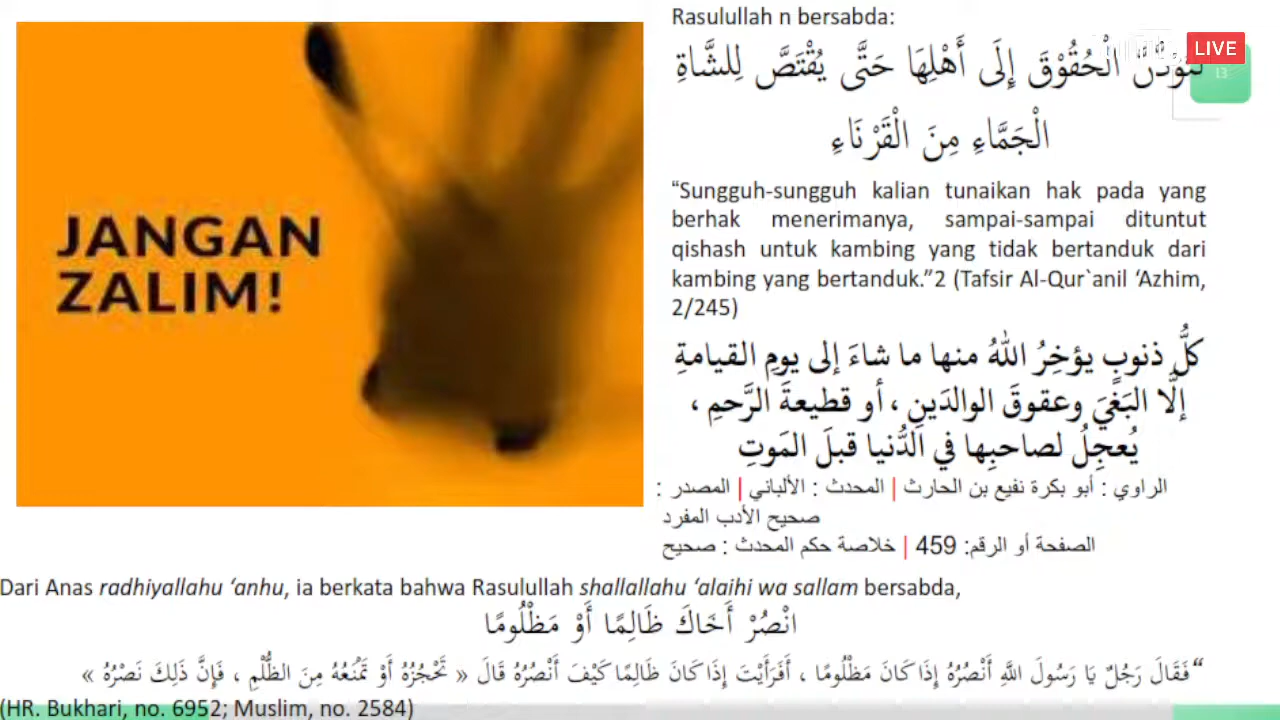 JANGAN
ZALIM!
Rasulullah n bersabda:
LIVE
13
الْحُقُوْقَ إِلَى أَهْلِهَا حَتَّى يُقْتَصَّ لِلشَّاةِ
الْجَمَّاءِ مِنَ الْقَرْنَاءِ
“Sungguh-sungguh kalian tunaikan hak pada yang
berhak menerimanya, sampai-sampai dituntut
qishash untuk kambing yang tidak bertanduk dari
kambing yang bertanduk.”2 (Tafsir Al-Qur`anil ‘Azhim,
2/245)
كلُّ ذنوبٍ يؤخِرُ اللهُ منها ما شاءَ إلى يومِ القيامةِ
إلَّا البَغيَ وعقوقَ الوالدَينِ ، أو قطيعةَ الرَّحمِ ،
يُعجِلُ لصاحبِها في الدُّنيا قبلَ المَوتِ
الراوي : أبو بكرة نفيع بن الحارث | المحدث : الألباني | المصدر :
صحيح الأدب المفرد
الصفحة أو الرقم: 459 | خلاصة حكم المحدث : صحيح
Dari Anas radhiyallahu ‘anhu, ia berkata bahwa Rasulullah shallallahu ‘alaihi wa sallam bersabda,
انْصُرْ أَخَاكَ ظَالِمًا أَوْ مَظْلُومًا
“فَقَالَ رَجُلٌ يَا رَسُولَ اللَّهِ أَنْصُرُهُ إِذَا كَانَ مَظْلُومًا ، أَفَرَأَيْتَ إِذَا كَانَ ظَالِمًا كَيْفَ أَنْصُرُهُ قَالَ « تَحْجُزُهُ أَوْ تَمْنَعُهُ مِنَ الظُّلْمِ ، فَإِنَّ ذَلِكَ نَصْرُهُ »
(HR. Bukhari, no. 6952; Muslim, no. 2584)